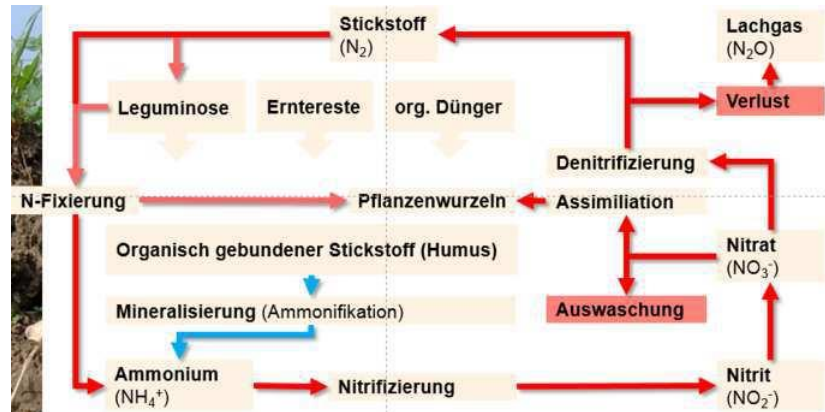 Stickstoff
(N₂)
Lachgas
(N₂O)
Leguminose
Erntereste
org. Dünger
Verlust
Denitrifizierung
N-Fixierung
Pflanzenwurzeln
Assimiliation
Organisch gebundener Stickstoff (Humus)
Nitrat
(NO₃⁻)
Mineralisierung (Ammonifikation)
Auswaschung
Ammonium
(NH₄⁺)
Nitrifizierung
Nitrit
(NO₂⁻)